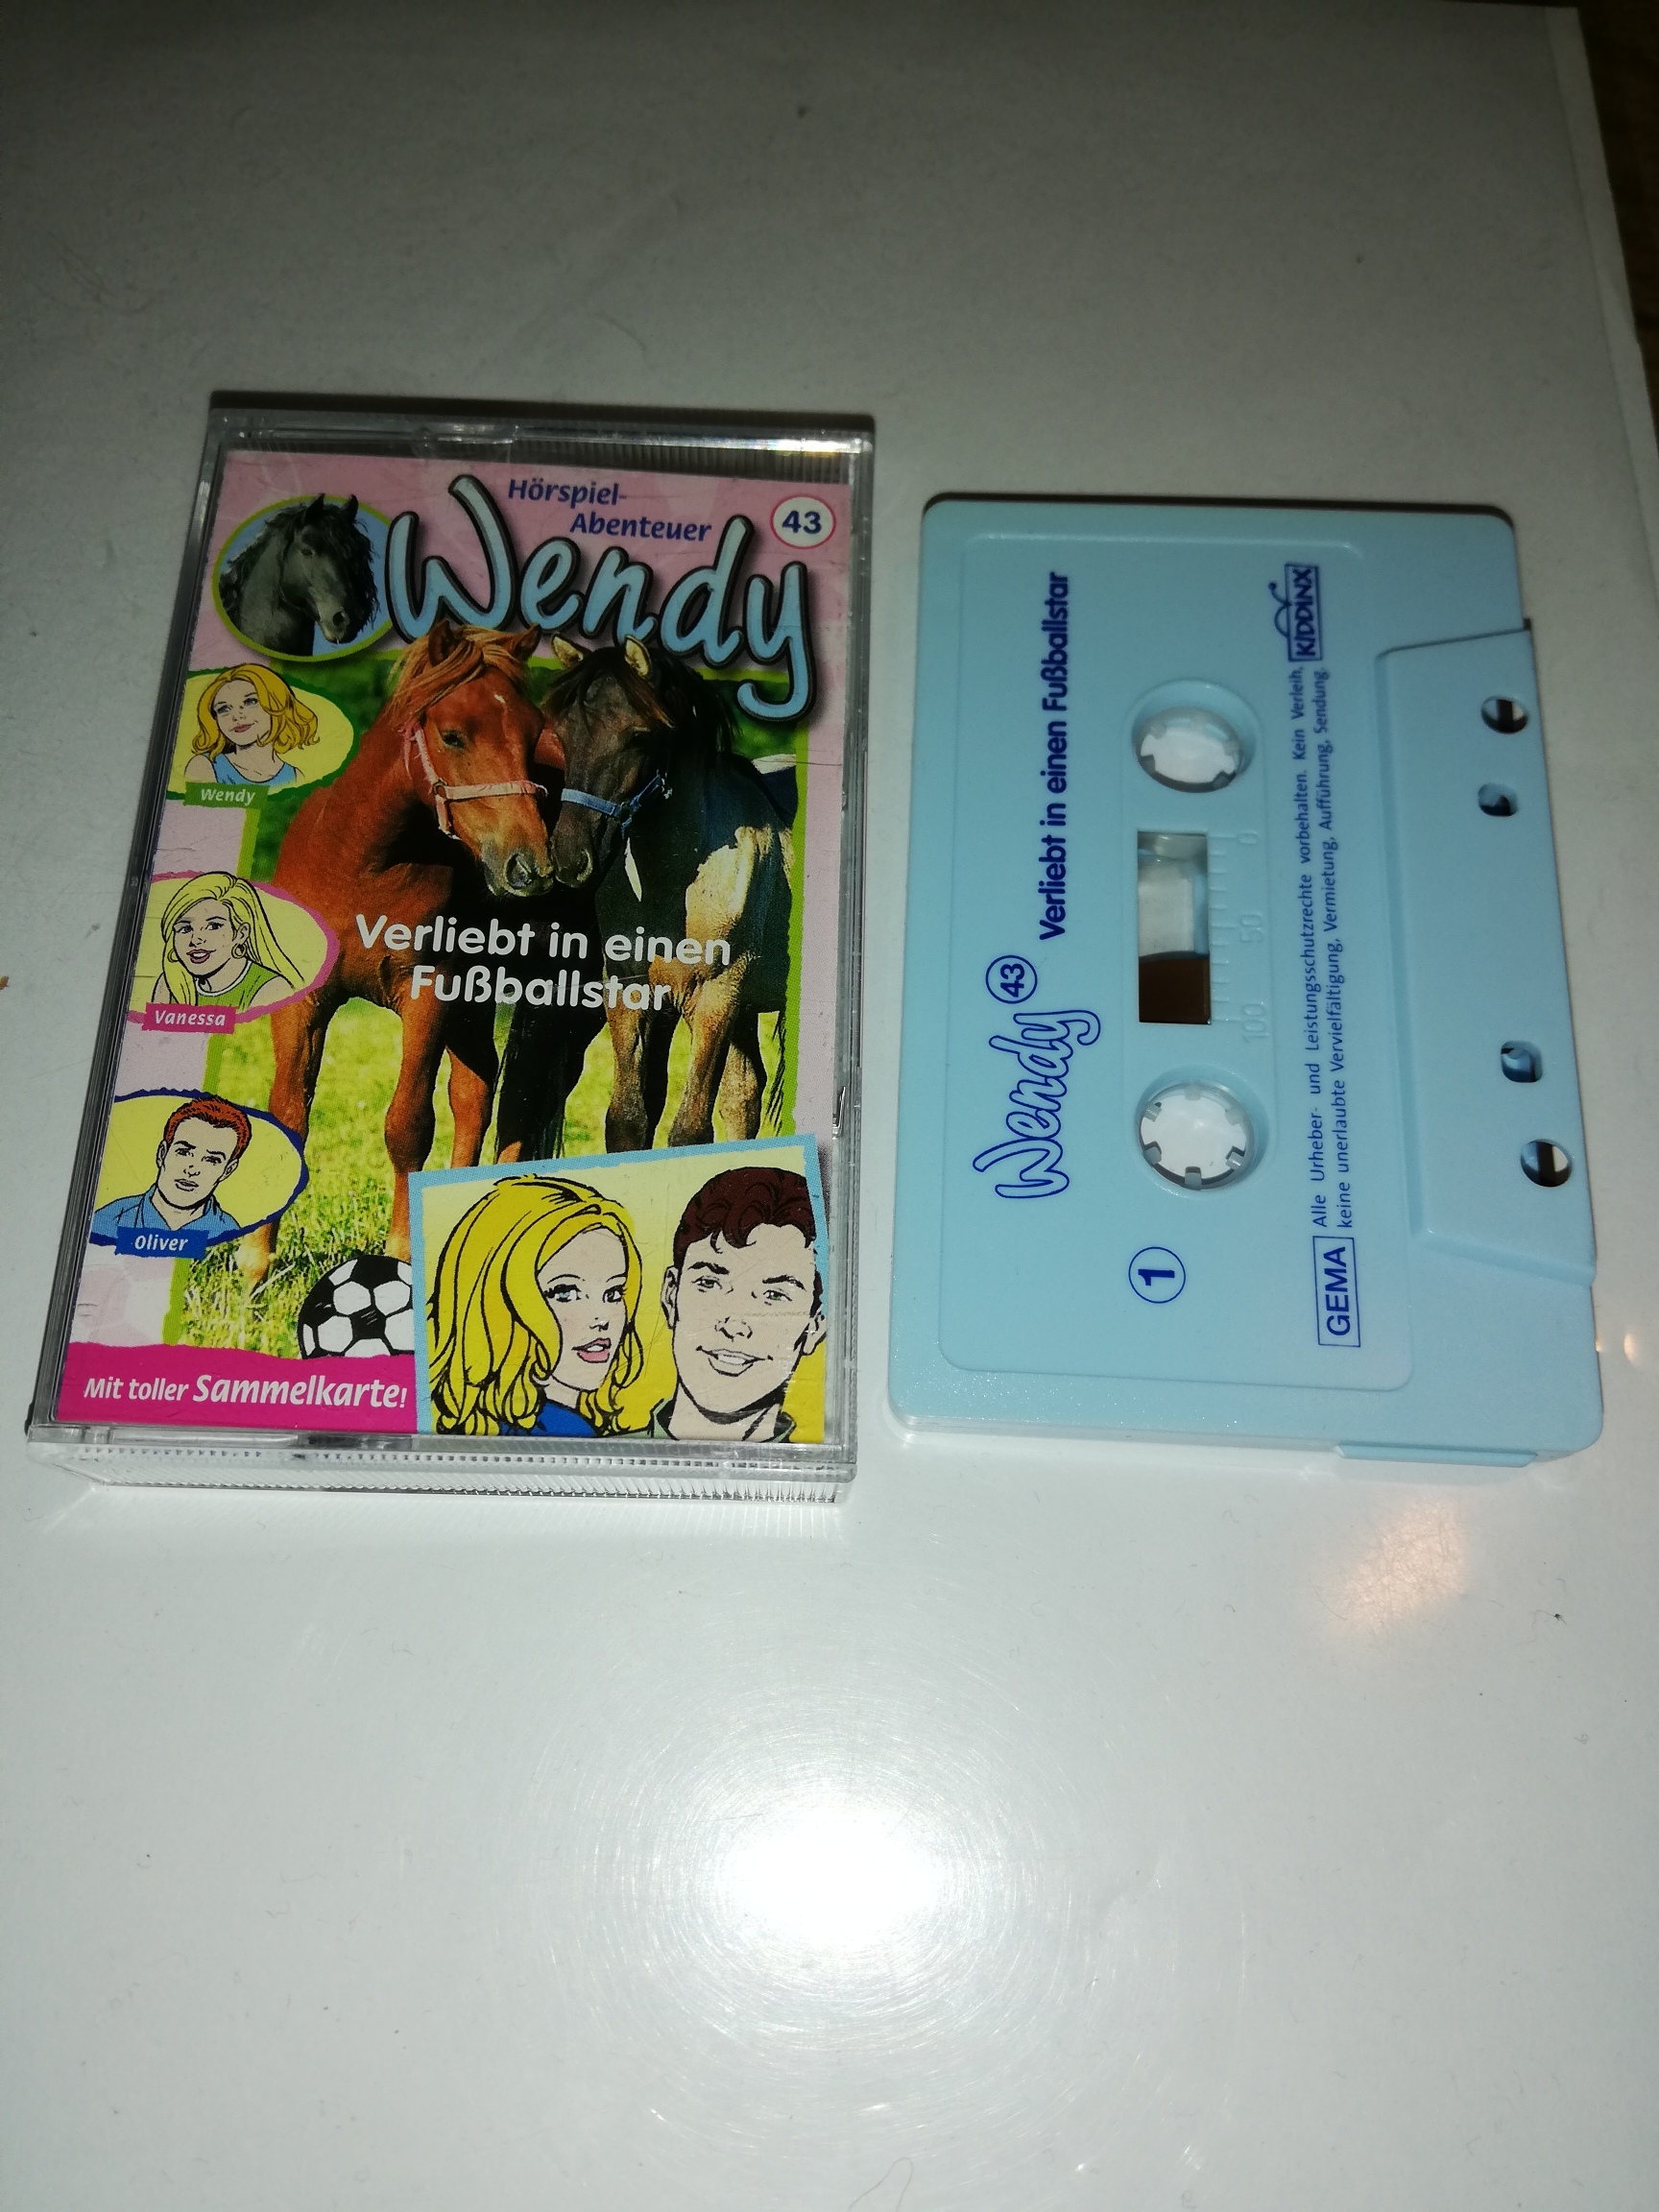 Hörspiel-
Abenteuer
43
Wendy
Wendy
Vanessa
Oliver
Verliebt in einen
Fußballstar
Mit toller Sammelkarte!
Wendy 43 Verliebt in einen Fußballstar
1
100 50 0
GEMA
Alle Urheber- und Leistungsschutzrechte vorbehalten. Kein Verleih,
keine unerlaubte Vervielfältigung, Vermietung, Aufführung, Sendung.
KIDDINX